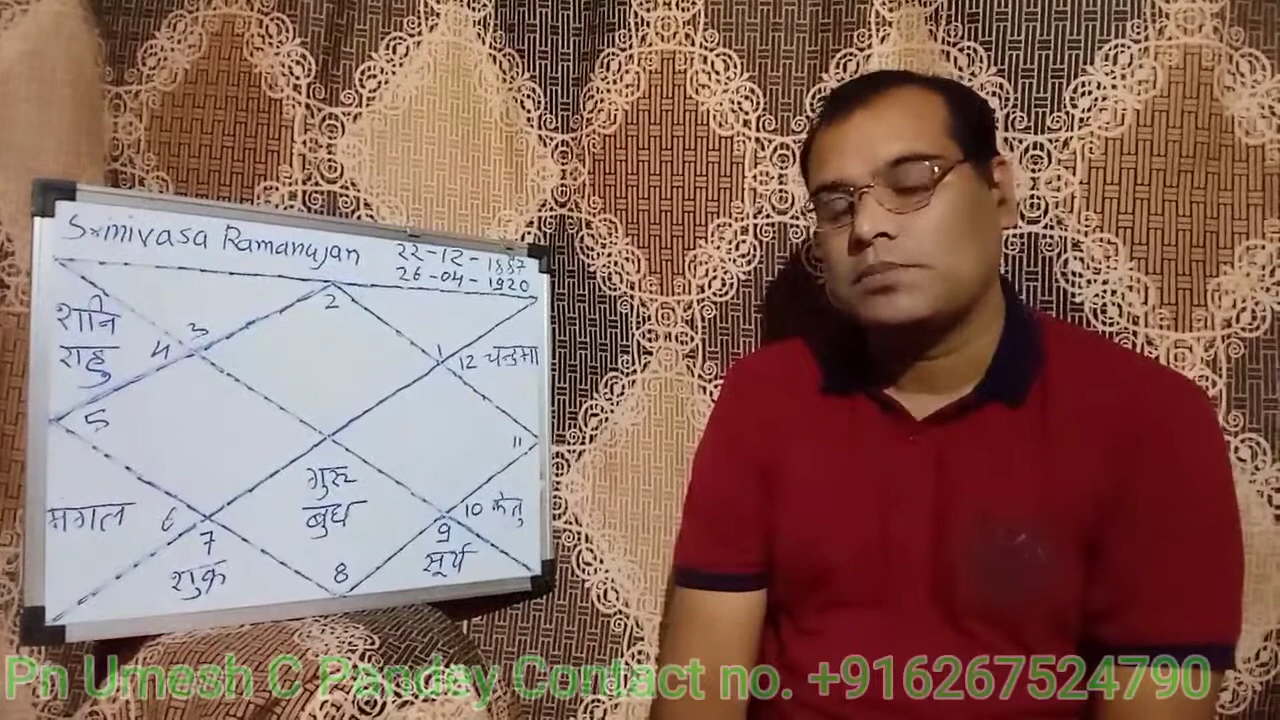 Srinivasa Ramanujan
22-12-1887
26-04-1920
2
शनि
राहु
3
4
1
12 चन्द्रमा
5
11
गुरू
बुध
मंगल
6
10 केतु
7
शुक्र
8
9
सूर्य
Pn Umesh C Pandey Contact no. +916267524790